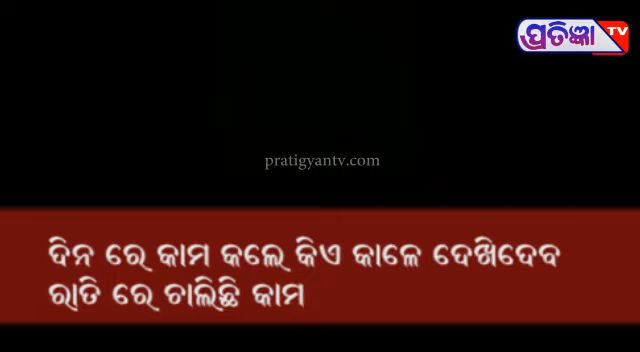 ପ୍ରତିଜ୍ଞା TV
pratigyantv.com
ଦିନ ରେ କାମ କଲେ କିଏ କାଳେ ଦେଖିଦେବ
ରାତି ରେ ଚାଲିଛି କାମ